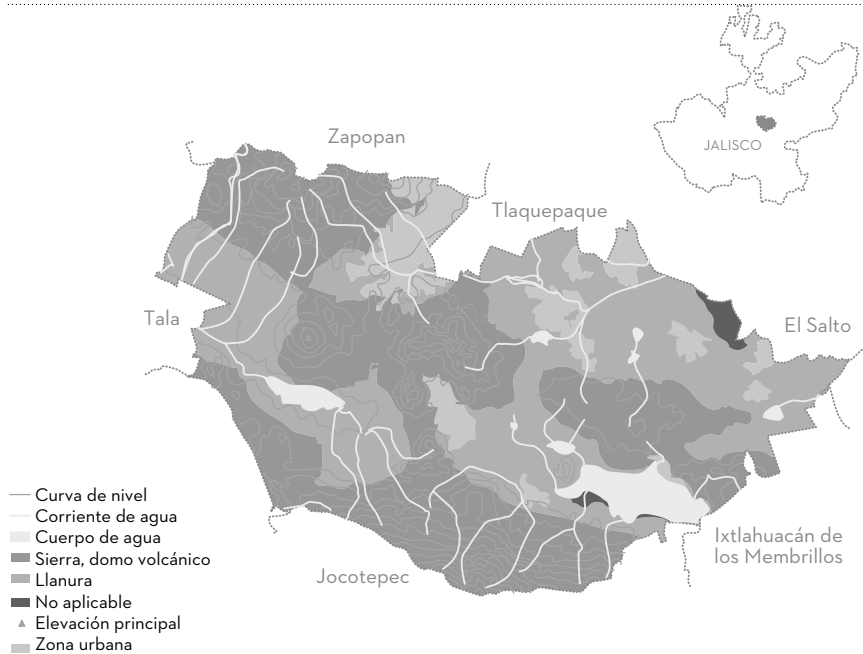 JALISCO
Zapopan
Tlaquepaque
Tala
El Salto
Curva de nivel
Corriente de agua
Cuerpo de agua
Sierra, domo volcánico
Llanura
No aplicable
Elevación principal
Zona urbana
Jocotepec
Ixtlahuacán de
los Membrillos